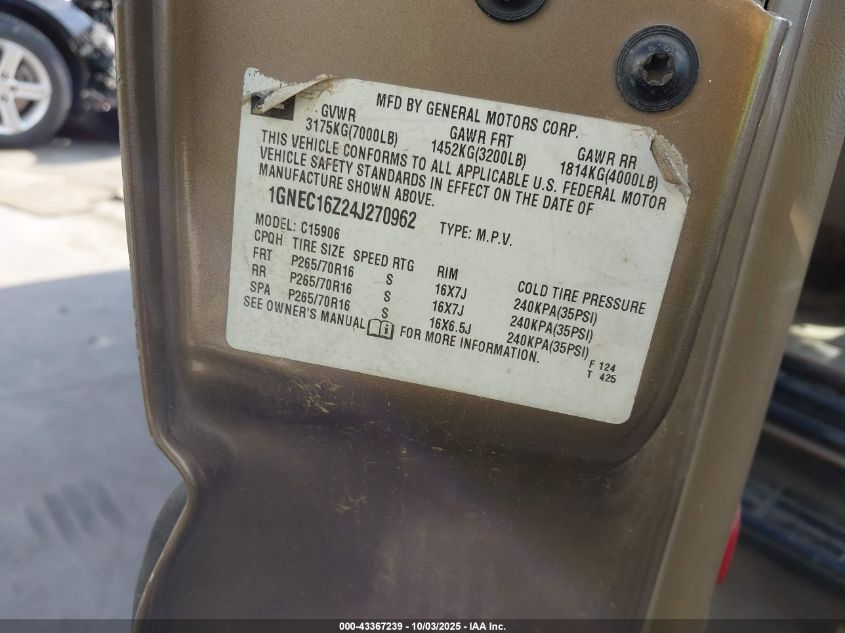 MFD BY GENERAL MOTORS CORP.
GVWR GAWR FRT GAWR RR
3175KG(7000LB) 1452KG(3200LB) 1814KG(4000LB)
THIS VEHICLE CONFORMS TO ALL APPLICABLE U.S. FEDERAL MOTOR
VEHICLE SAFETY STANDARDS IN EFFECT ON THE DATE OF
MANUFACTURE SHOWN ABOVE.
1GNEC16Z24J270962 TYPE: M.P.V.
MODEL: C15906
CPQH TIRE SIZE SPEED RTG RIM COLD TIRE PRESSURE
FRT P265/70R16 S 16X7J 240KPA(35PSI)
RR P265/70R16 S 16X7J 240KPA(35PSI)
SPA P265/70R16 S 16X6.5J 240KPA(35PSI)
SEE OWNER'S MANUAL FOR MORE INFORMATION.
F 124
T 425
000-43367239 - 10/03/2025 - IAA Inc.